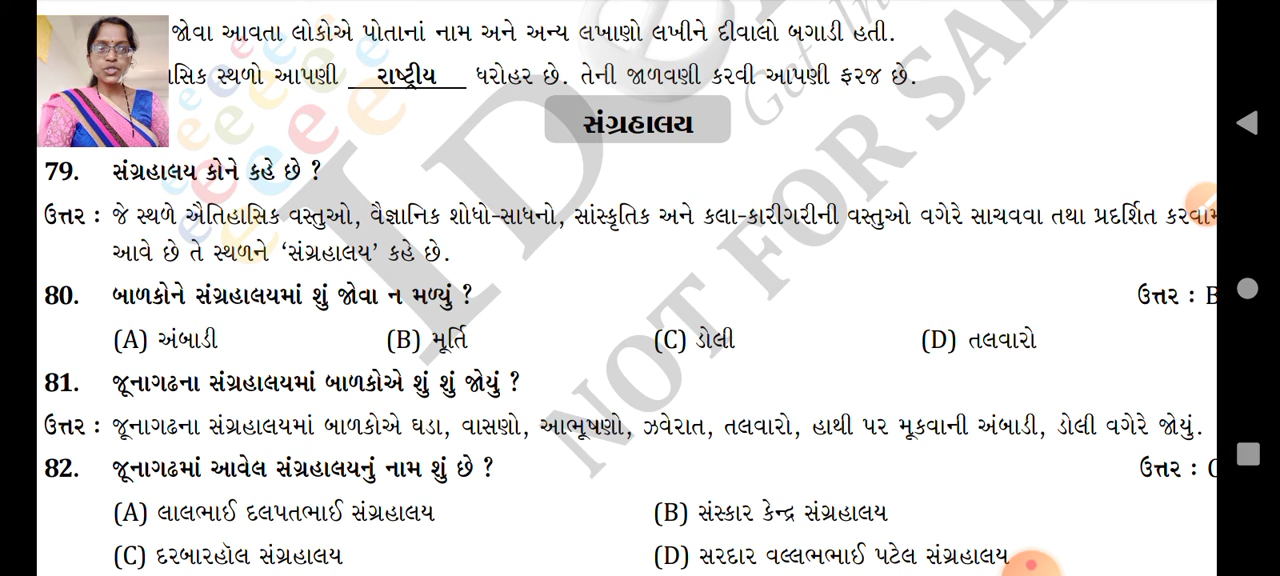 જોવા આવતા લોકોએ પોતાનાં નામ અને અન્ય લખાણો લખીને દીવાલો બગાડી હતી.
સિક સ્થળો આપણી રાષ્ટ્રીય ધરોહર છે. તેની જાળવણી કરવી આપણી ફરજ છે.
સંગ્રહાલય
79. સંગ્રહાલય કોને કહે છે ?
ઉત્તર : જે સ્થળે ઐતિહાસિક વસ્તુઓ, વૈજ્ઞાનિક શોધો-સાધનો, સાંસ્કૃતિક અને કલા-કારીગરીની વસ્તુઓ વગેરે સાચવવા તથા પ્રદર્શિત
આવે છે તે સ્થળને ‘સંગ્રહાલય’ કહે છે.
80. બાળકોને સંગ્રહાલયમાં શું જોવા ન મળ્યું ? ઉત્તર : B
(A) અંબાડી (B) મૂર્તિ (C) ડોલી (D) તલવારો
81. જૂનાગઢના સંગ્રહાલયમાં બાળકોએ શું શું જોયું ?
ઉત્તર : જૂનાગઢના સંગ્રહાલયમાં બાળકોએ ઘડા, વાસણો, આભૂષણો, ઝવેરાત, તલવારો, હાથી પર મૂકવાની અંબાડી, ડોલી વગેરે જોયું.
82. જૂનાગઢમાં આવેલ સંગ્રહાલયનું નામ શું છે ? ઉત્તર :
(A) લાલભાઈ દલપતભાઈ સંગ્રહાલય (B) સંસ્કાર કેન્દ્ર સંગ્રહાલય
(C) દરબારહૉલ સંગ્રહાલય (D) સરદાર વલ્લભભાઈ પટેલ સંગ્રહાલય
NOT FOR SAL